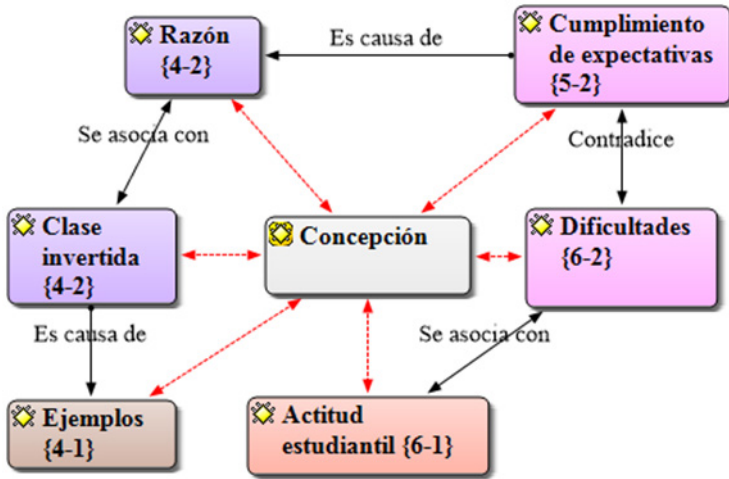 Razón
{4-2}
Es causa de
Cumplimiento
de expectativas
{5-2}
Se asocia con
Contradice
Clase
invertida
{4-2}
Concepción
Dificultades
{6-2}
Es causa de
Se asocia con
Ejemplos
{4-1}
Actitud
estudiantil {6-1}